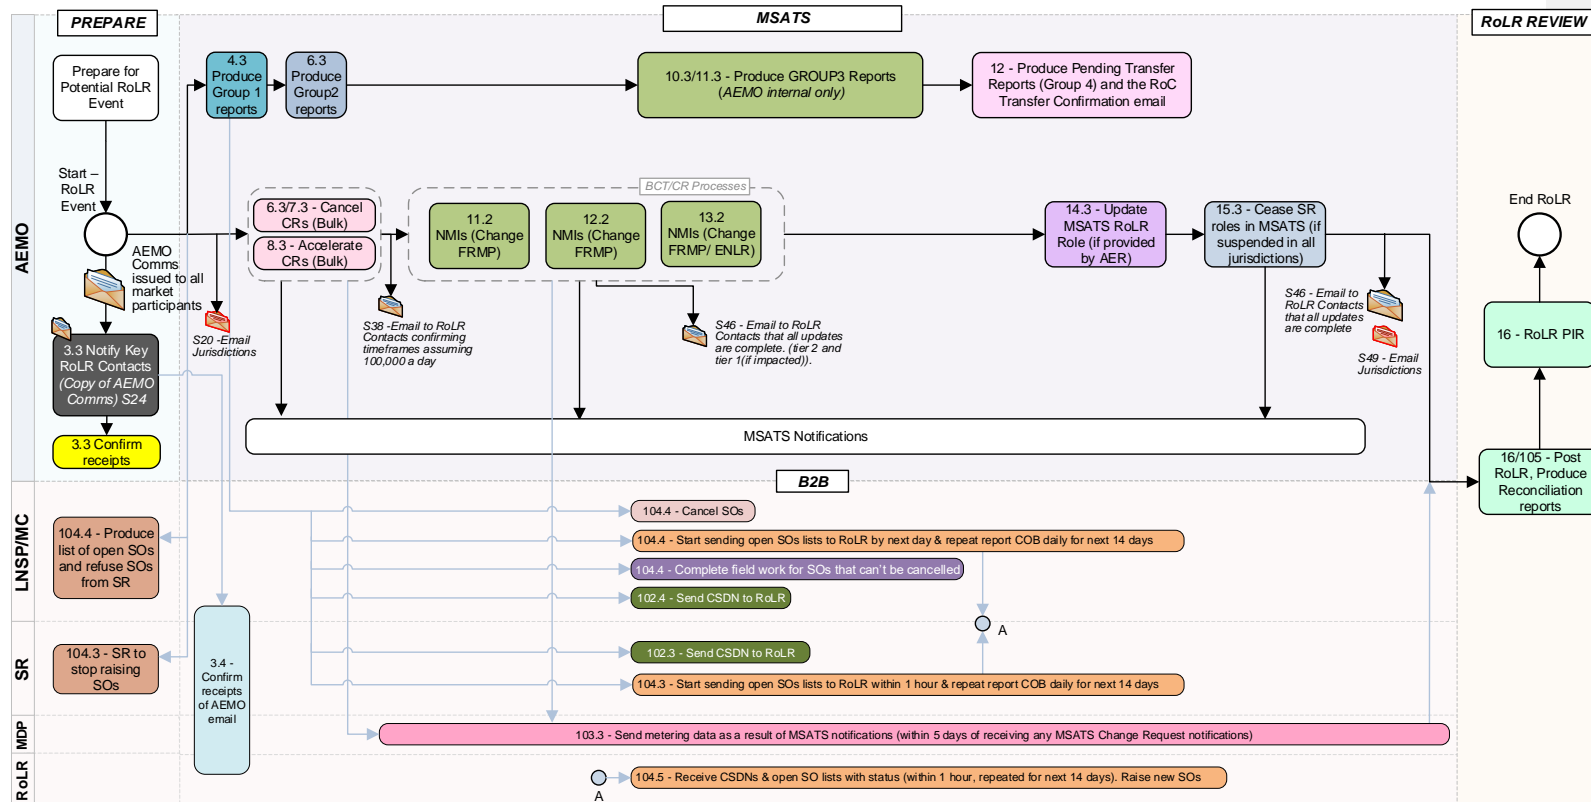 PREPARE
MSATS
RoLR REVIEW
AEMO
Prepare for
Potential RoLR
Event
4.3
Produce
Group 1
reports
6.3
Produce
Group2
reports
10.3/11.3 - Produce GROUP3 Reports
(AEMO internal only)
12 - Produce Pending Transfer
Reports (Group 4) and the RoC
Transfer Confirmation email
Start –
RoLR
Event
BCT/CR Processes
6.3/7.3 - Cancel
CRs (Bulk)
8.3 - Accelerate
CRs (Bulk)
11.2
NMIs (Change
FRMP)
12.2
NMIs (Change
FRMP)
13.2
NMIs (Change
FRMP/ ENLR)
14.3 - Update
MSATS RoLR
Role (if provided
by AER)
15.3 - Cease SR
roles in MSATS (if
suspended in all
jurisdictions)
End RoLR
AEMO
Comms
issued to all
market
participants
S20 -Email
Jurisdictions
S38 -Email to RoLR
Contacts confirming
timeframes assuming
100,000 a day
S46 - Email to RoLR
Contacts that all updates
are complete. (tier 2 and
tier 1(if impacted)).
S46 - Email to
RoLR Contacts
that all updates
are complete
S49 - Email
Jurisdictions
16 - RoLR PIR
3.3 Notify Key
RoLR Contacts
(Copy of AEMO
Comms) S24
3.3 Confirm
receipts
MSATS Notifications
16/105 - Post
RoLR, Produce
Reconciliation
reports
B2B
LNSP/MC
104.4 - Produce
list of open SOs
and refuse SOs
from SR
104.4 - Cancel SOs
104.4 - Start sending open SOs lists to RoLR by next day & repeat report COB daily for next 14 days
104.4 - Complete field work for SOs that can't be cancelled
102.4 - Send CSDN to RoLR
A
SR
104.3 - SR to
stop raising
SOs
3.4 -
Confirm
receipts
of AEMO
email
102.3 - Send CSDN to RoLR
104.3 - Start sending open SOs lists to RoLR within 1 hour & repeat report COB daily for next 14 days
MDP
103.3 - Send metering data as a result of MSATS notifications (within 5 days of receiving any MSATS Change Request notifications)
RoLR
A
104.5 - Receive CSDNs & open SO lists with status (within 1 hour, repeated for next 14 days). Raise new SOs